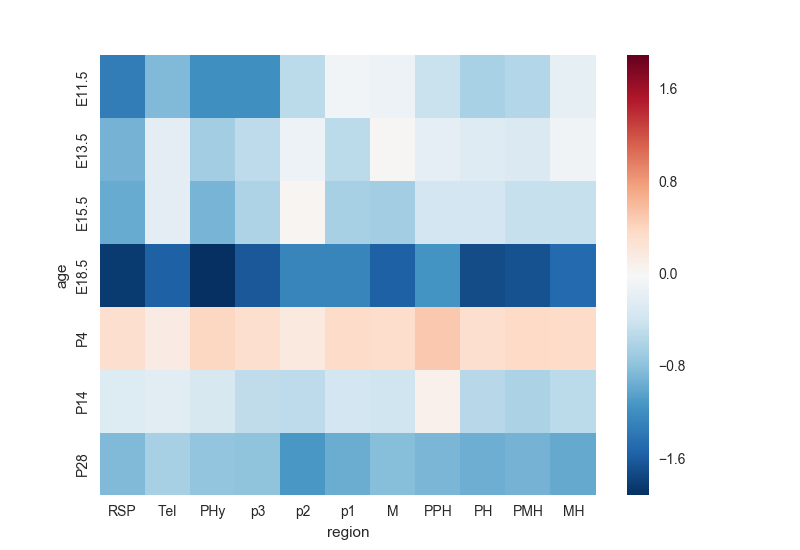 E11.5
E13.5
E15.5
E18.5
P4
P14
P28
age
RSP Tel PHy p3 p2 p1 M PPH PH PMH MH
region
1.6
0.8
0.0
−0.8
−1.6